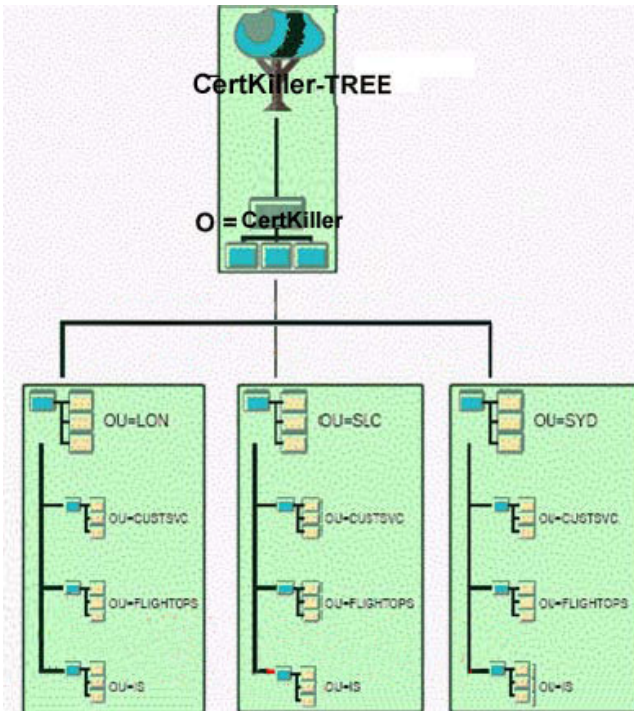 CertKiller-TREE
O = CertKiller
OU=LON
OU=CUSTSVC
OU=FLIGHTOPS
OU=IS
OU=SLC
OU=CUSTSVC
OU=FLIGHTOPS
OU=IS
OU=SYD
OU=CUSTSVC
OU=FLIGHTOPS
OU=IS